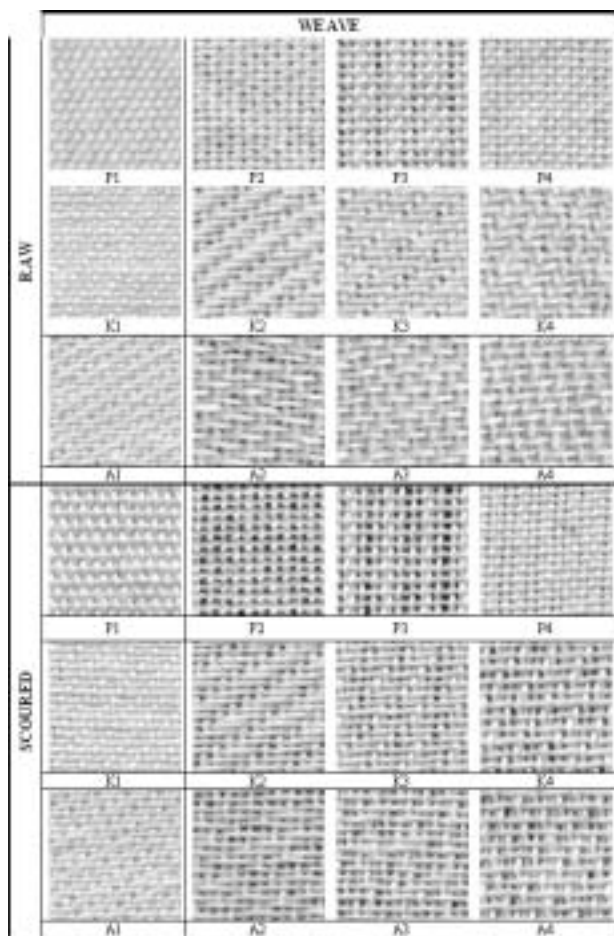 WEAVE
RAW
P1 P2 P3 P4
K1 K2 K3 K4
A1 A2 A3 A4
SCOURED
P1 P2 P3 P4
K1 K2 K3 K4
A1 A2 A3 A4